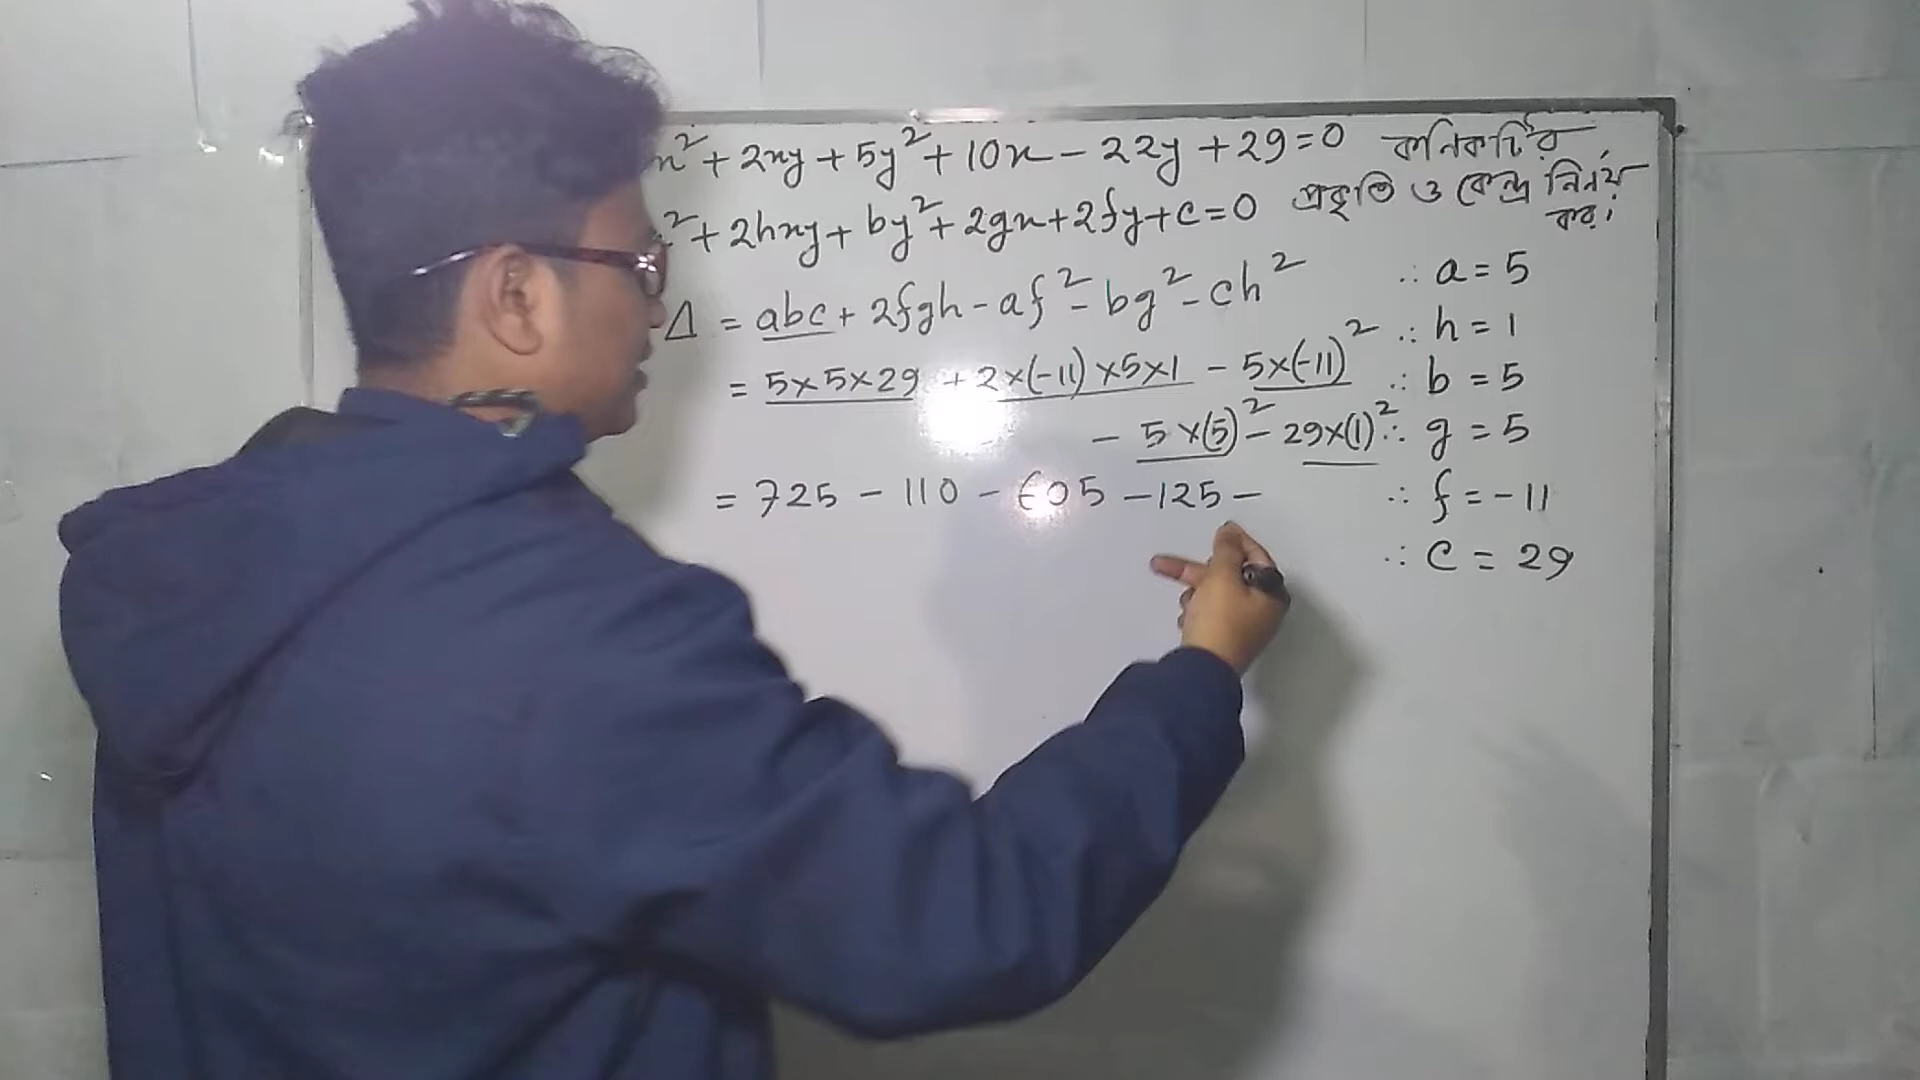 x² + 2xy + 5y² + 10x - 22y + 29 = 0 কনিকটির
² + 2hxy + by² + 2gx + 2fy + c = 0 প্রকৃতি ও কেন্দ্র নির্ণয়
কর।
Δ = abc + 2fgh - af² - bg² - ch²
= 5×5×29 + 2×(-11)×5×1 - 5×(-11)²
- 5×(5)² - 29×(1)²
= 725 - 110 - 605 - 125 -
∴ a = 5
∴ h = 1
∴ b = 5
∴ g = 5
∴ f = -11
∴ c = 29